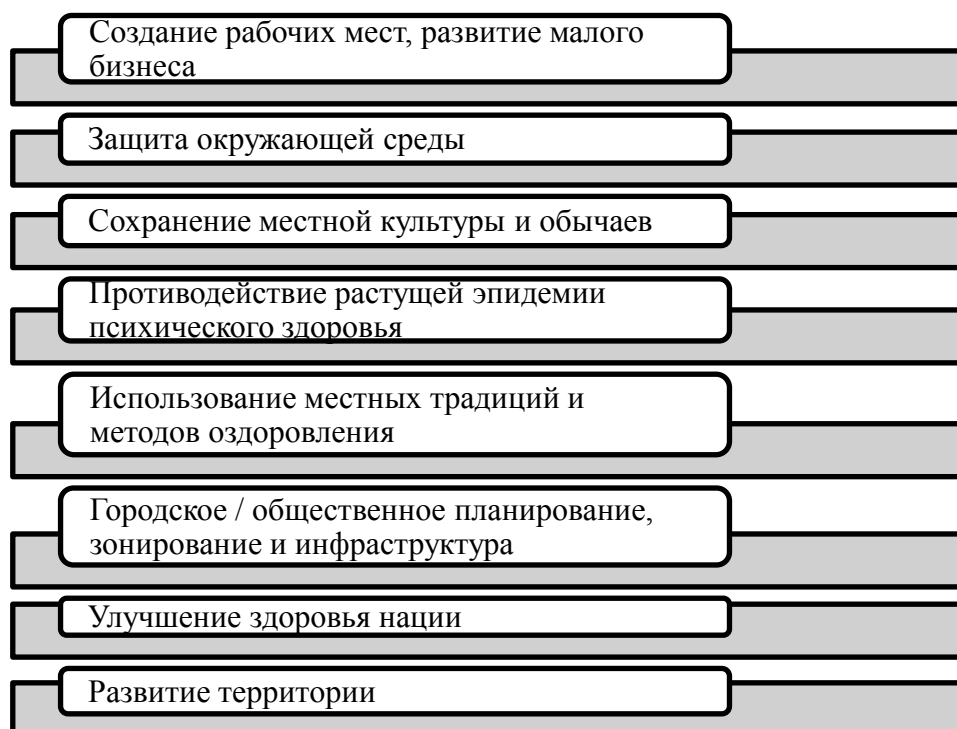 Создание рабочих мест, развитие малого
бизнеса
Защита окружающей среды
Сохранение местной культуры и обычаев
Противодействие растущей эпидемии
психического здоровья
Использование местных традиций и
методов оздоровления
Городское / общественное планирование,
зонирование и инфраструктура
Улучшение здоровья нации
Развитие территории